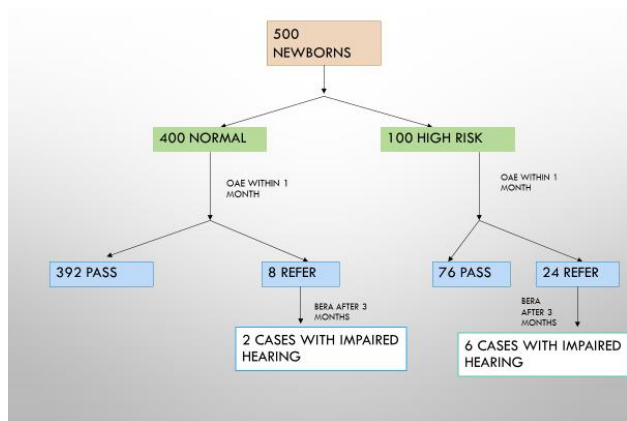 500
NEWBORNS
400 NORMAL
100 HIGH RISK
OAE WITHIN 1
MONTH
OAE WITHIN 1
MONTH
392 PASS
8 REFER
76 PASS
24 REFER
BERA AFTER 3
MONTHS
BERA
AFTER 3
MONTHS
2 CASES WITH IMPAIRED
HEARING
6 CASES WITH IMPAIRED
HEARING